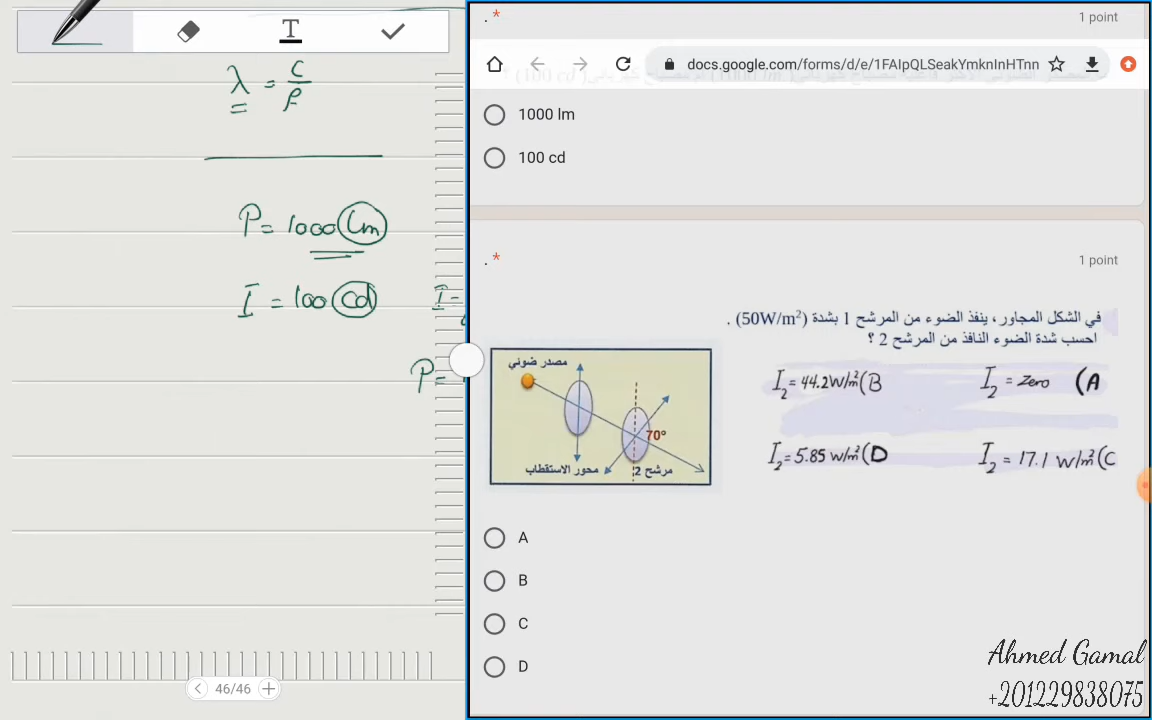 T
λ = c/f
P = 1000 Lm
I = 100 cd
I =
P =
46/46
. *
1 point
docs.google.com/forms/d/e/1FAIpQLSeakYmknInHTnn
1000 lm
100 cd
. *
1 point
في الشكل المجاور، ينفذ الضوء من المرشح 1 بشدة (50W/m²) .
احسب شدة الضوء النافذ من المرشح 2 ؟
I₂ = Zero (A
I₂ = 44.2 W/m² (B
I₂ = 17.1 W/m² (C
I₂ = 5.85 W/m² (D
مصدر ضوئي
70°
محور الاستقطاب
مرشح 2
A
B
C
D
Ahmed Gamal
+201229838075